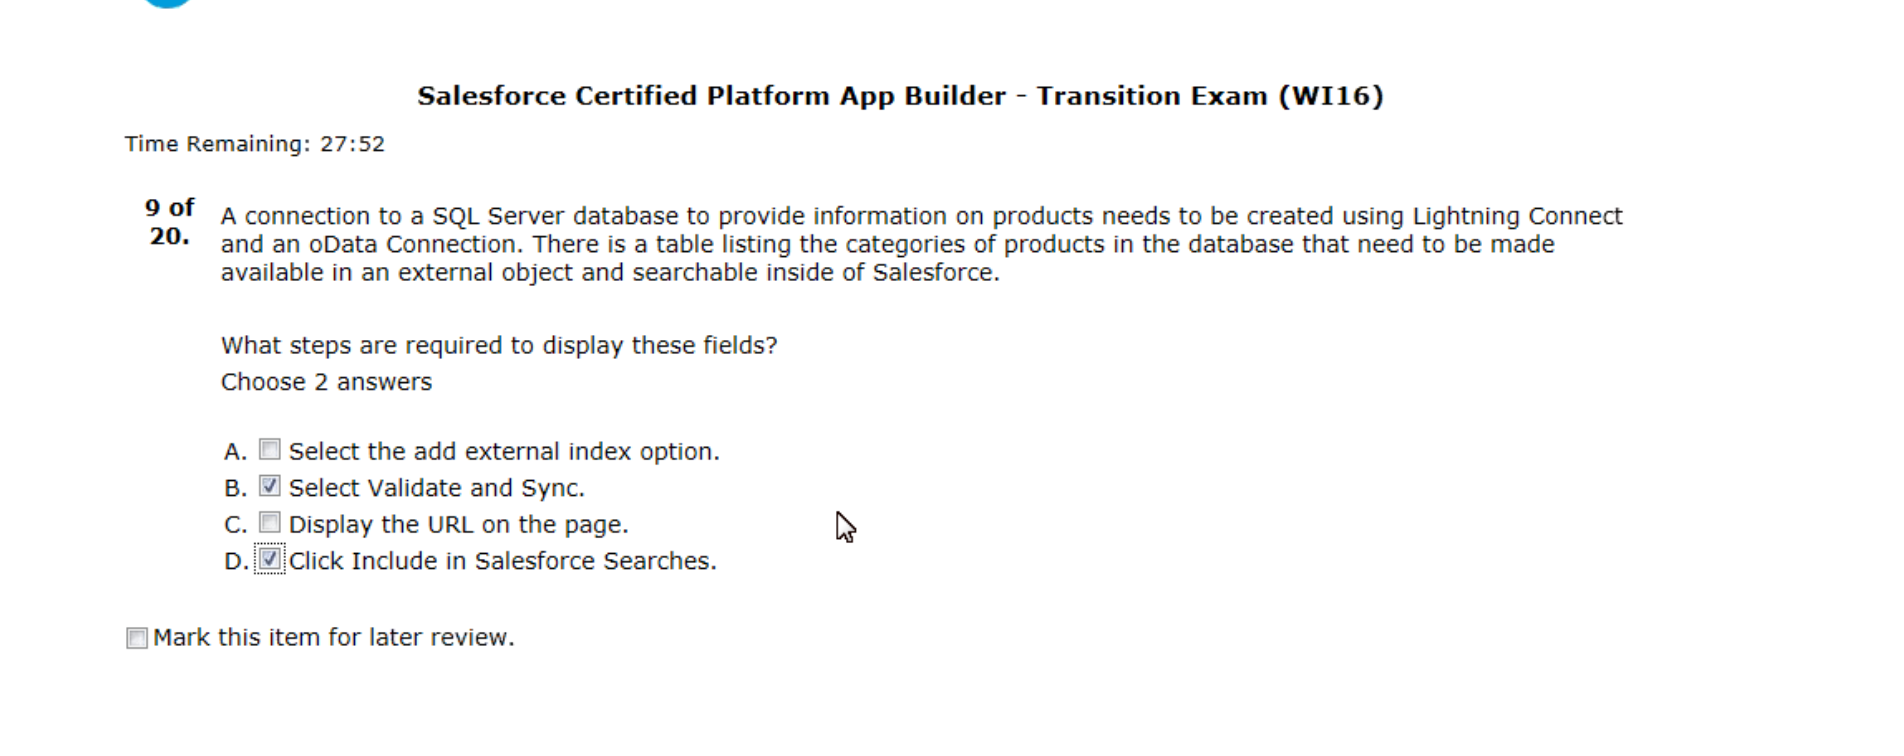 Salesforce Certified Platform App Builder - Transition Exam (WI16)
Time Remaining: 27:52
9 of
20.
A connection to a SQL Server database to provide information on products needs to be created using Lightning Connect
and an oData Connection. There is a table listing the categories of products in the database that need to be made
available in an external object and searchable inside of Salesforce.
What steps are required to display these fields?
Choose 2 answers
A. Select the add external index option.
B. Select Validate and Sync.
C. Display the URL on the page.
D. Click Include in Salesforce Searches.
Mark this item for later review.